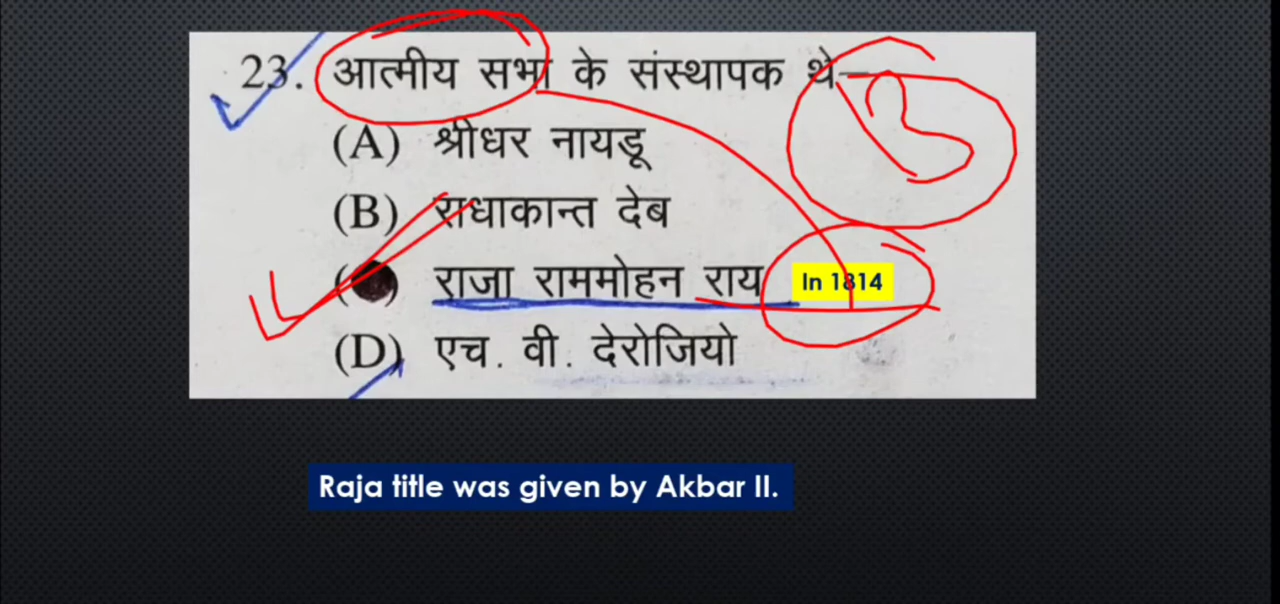 23. आत्मीय सभा के संस्थापक थे—
(A) श्रीधर नायडू
(B) राधाकान्त देब
( ) राजा राममोहन राय In 1814
(D) एच. वी. देरोजियो
Raja title was given by Akbar II.